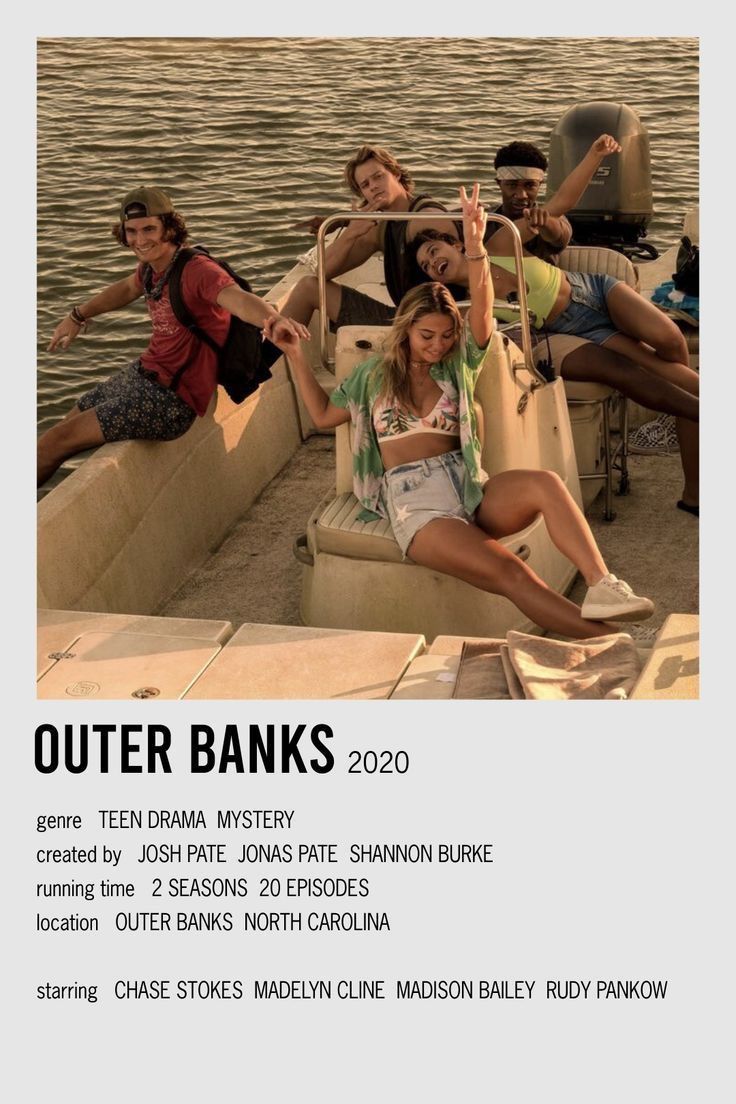 OUTER BANKS 2020
genre TEEN DRAMA MYSTERY
created by JOSH PATE JONAS PATE SHANNON BURKE
running time 2 SEASONS 20 EPISODES
location OUTER BANKS NORTH CAROLINA
starring CHASE STOKES MADELYN CLINE MADISON BAILEY RUDY PANKOW